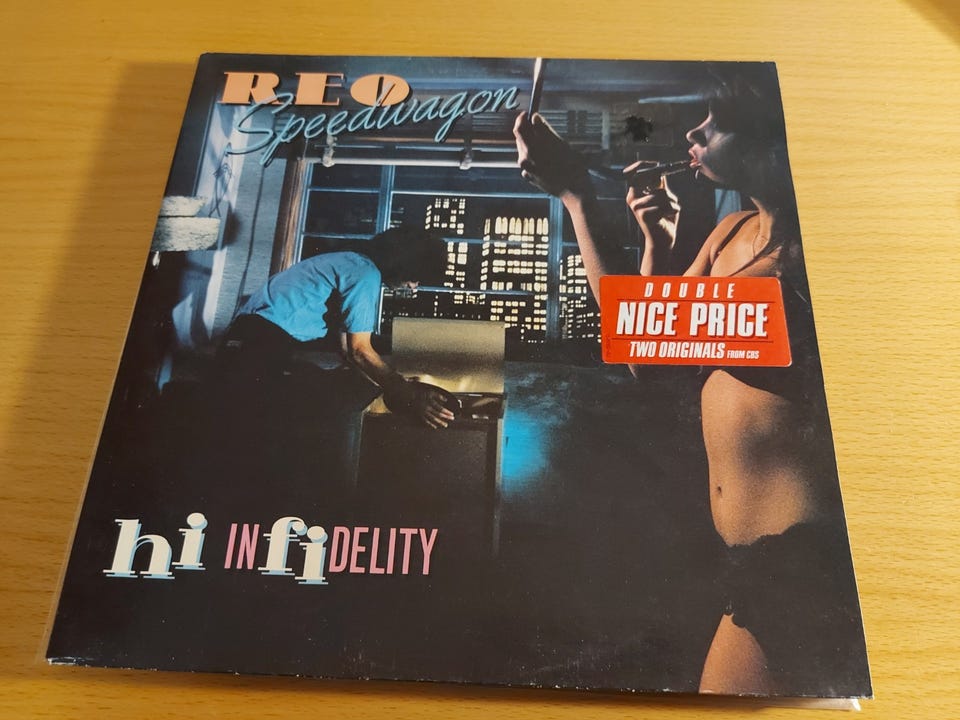 REO
Speedwagon
DOUBLE
NICE PRICE
TWO ORIGINALS FROM CBS
hi INfiDELITY